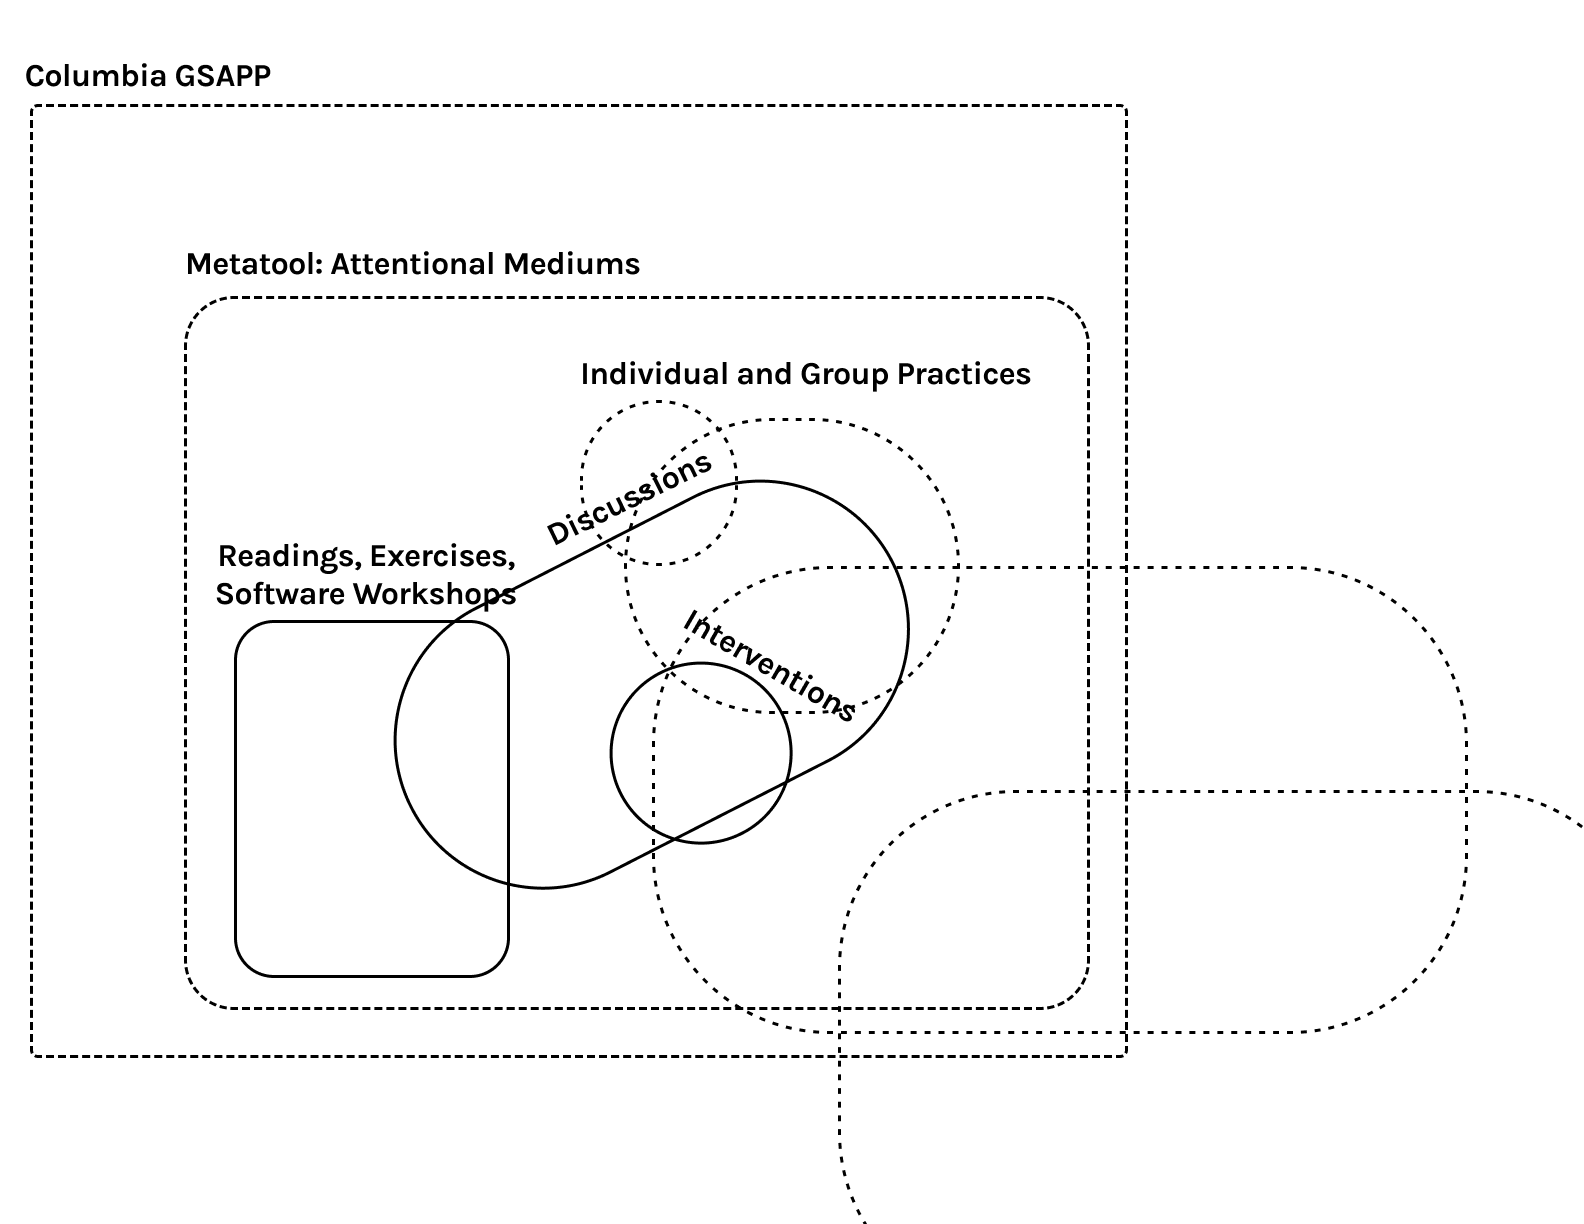 Columbia GSAPP
Metatool: Attentional Mediums
Individual and Group Practices
Discussions
Readings, Exercises,
Software Workshops
Interventions